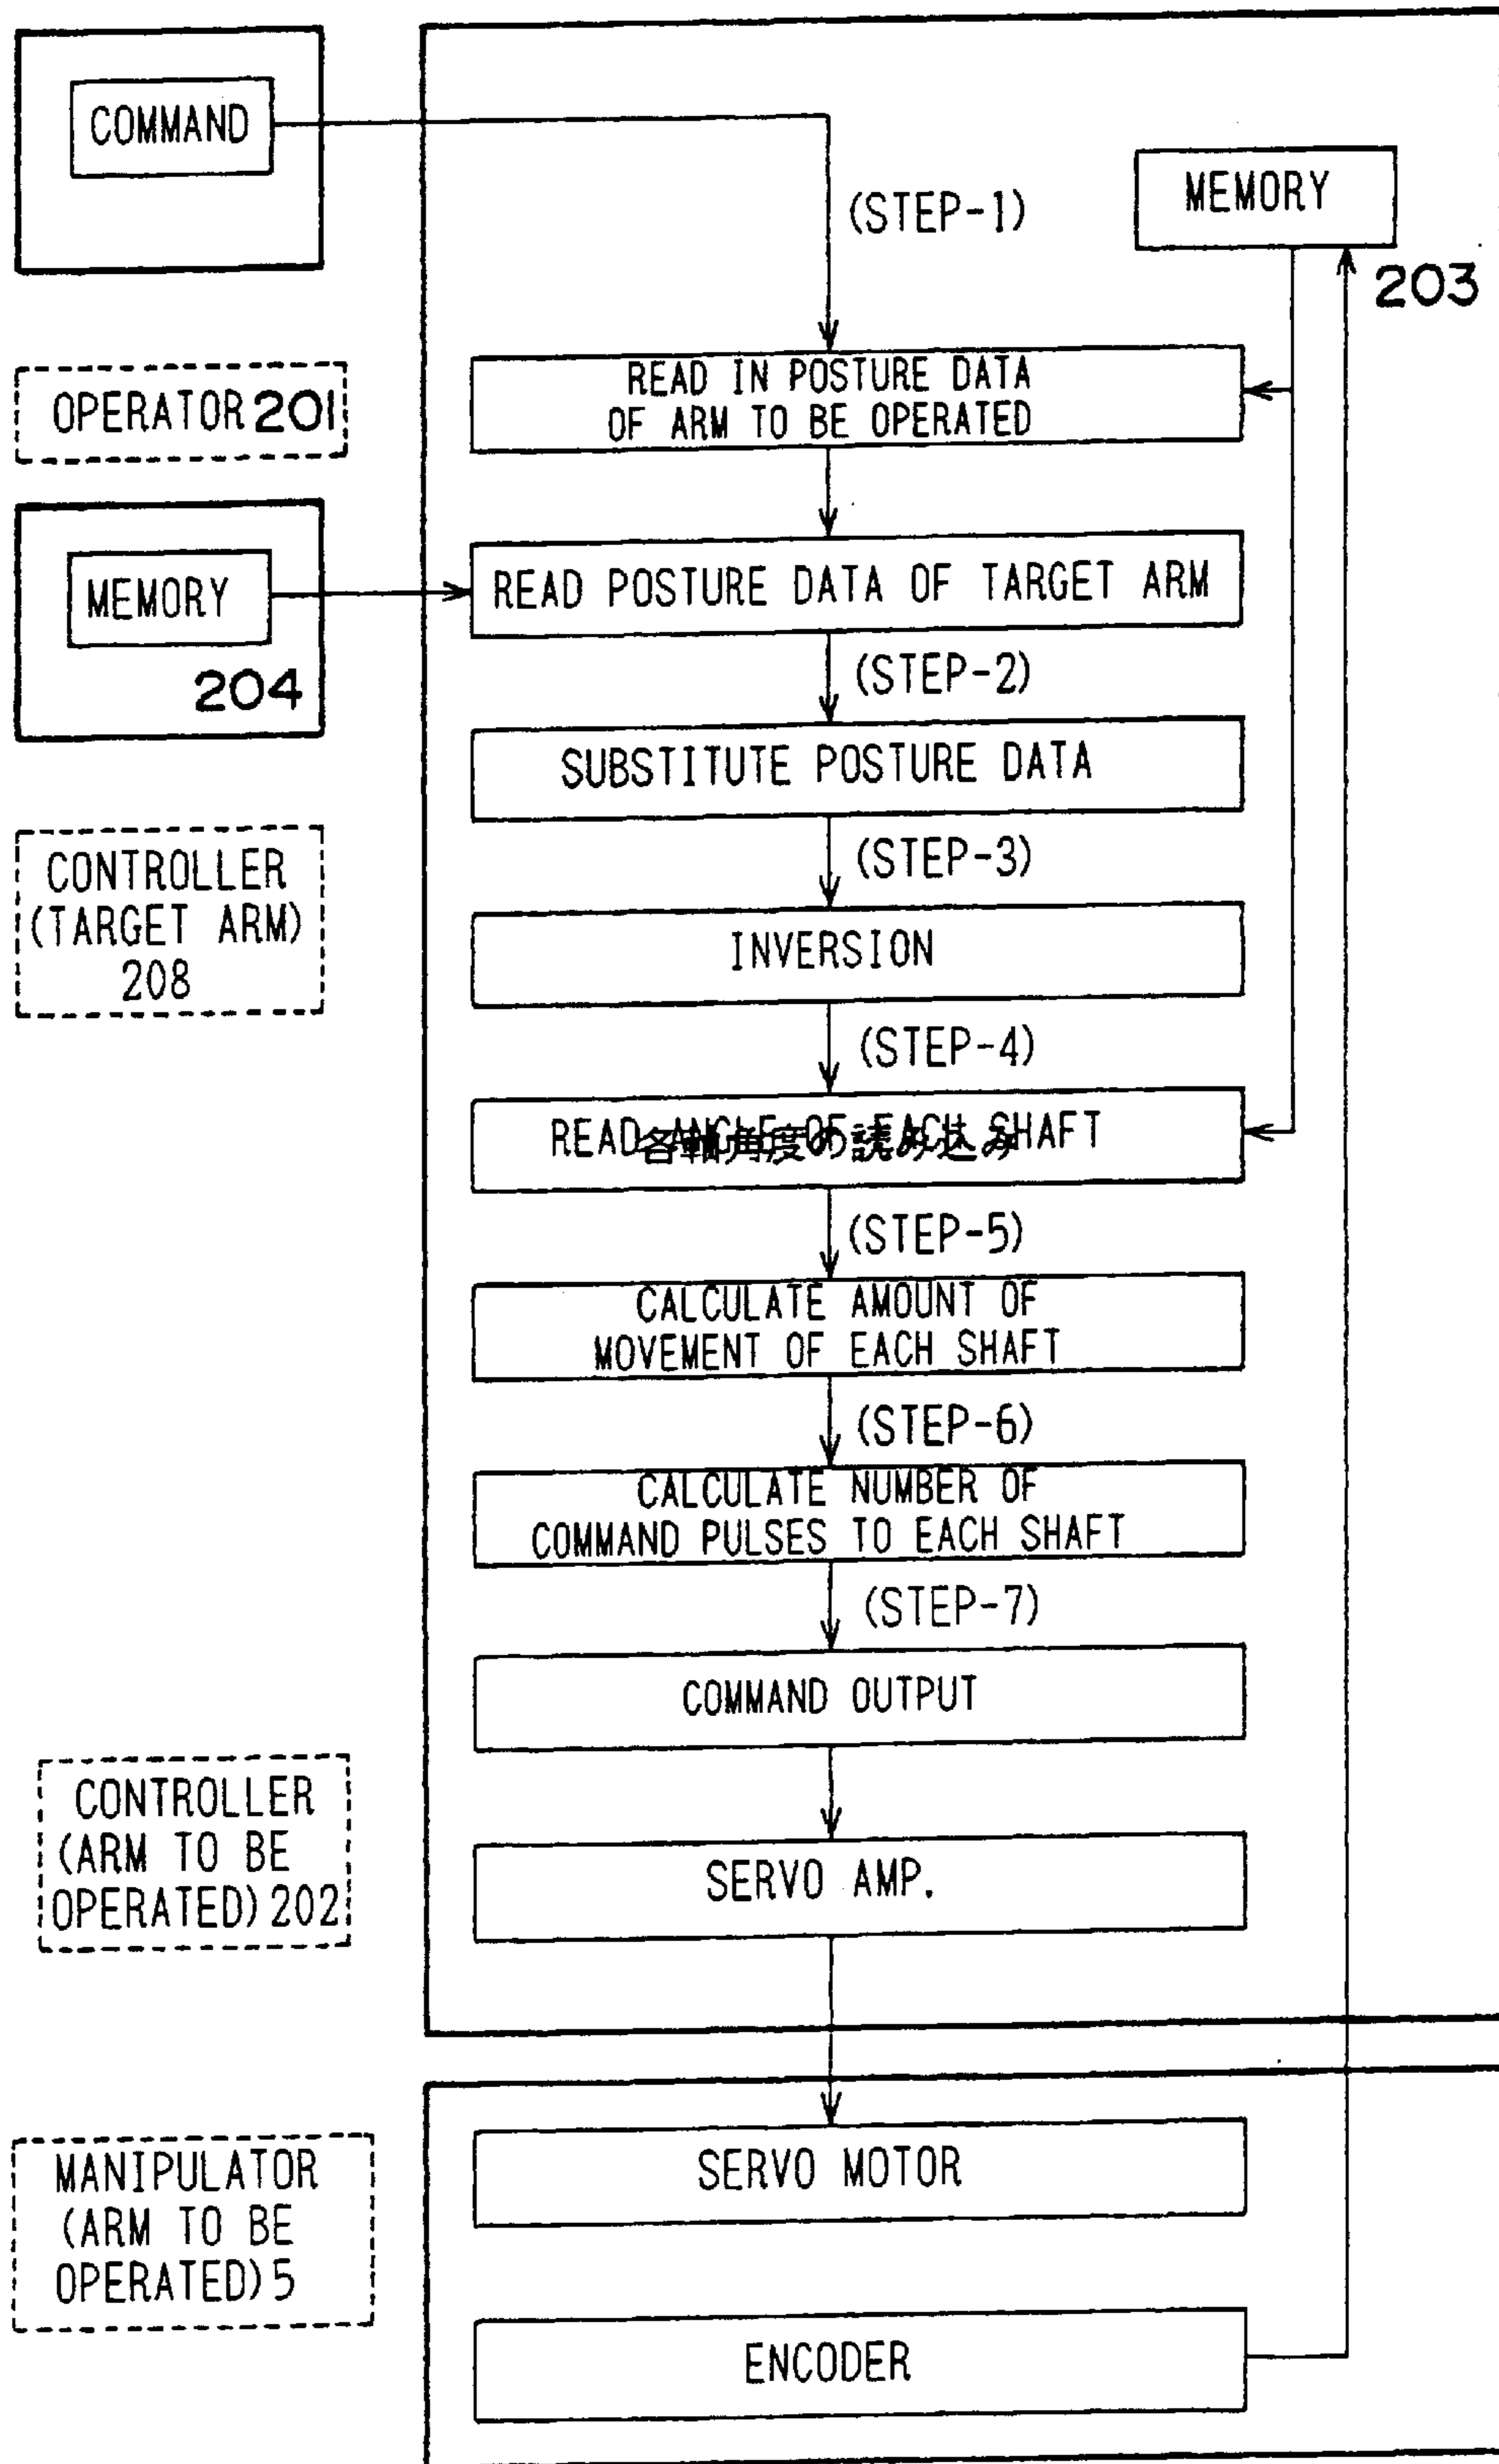 COMMAND
(STEP-1)
MEMORY
203
OPERATOR 201
READ IN POSTURE DATA
OF ARM TO BE OPERATED
MEMORY
204
READ POSTURE DATA OF TARGET ARM
(STEP-2)
SUBSTITUTE POSTURE DATA
CONTROLLER
(TARGET ARM)
208
(STEP-3)
INVERSION
(STEP-4)
READ ANGLE OF EACH SHAFT
各軸角度の読み込み
(STEP-5)
CALCULATE AMOUNT OF
MOVEMENT OF EACH SHAFT
(STEP-6)
CALCULATE NUMBER OF
COMMAND PULSES TO EACH SHAFT
(STEP-7)
COMMAND OUTPUT
CONTROLLER
(ARM TO BE
OPERATED) 202
SERVO AMP.
SERVO MOTOR
MANIPULATOR
(ARM TO BE
OPERATED) 5
ENCODER